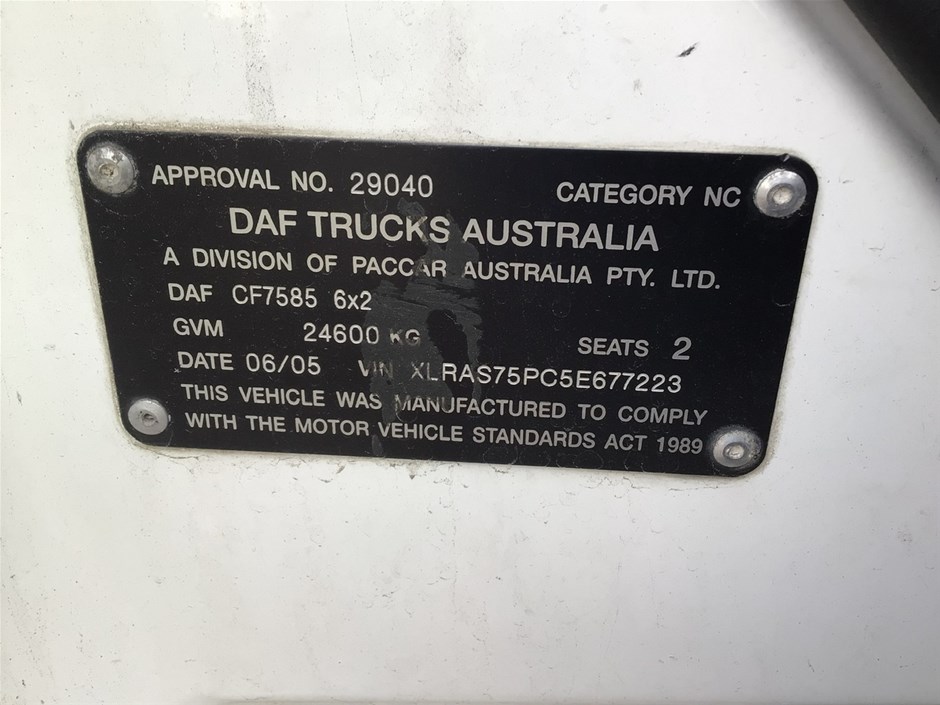 APPROVAL NO. 29040 CATEGORY NC
DAF TRUCKS AUSTRALIA
A DIVISION OF PACCAR AUSTRALIA PTY. LTD.
DAF CF7585 6x2
GVM 24600 KG SEATS 2
DATE 06/05 VIN XLRAS75PC5E677223
THIS VEHICLE WAS MANUFACTURED TO COMPLY
WITH THE MOTOR VEHICLE STANDARDS ACT 1989